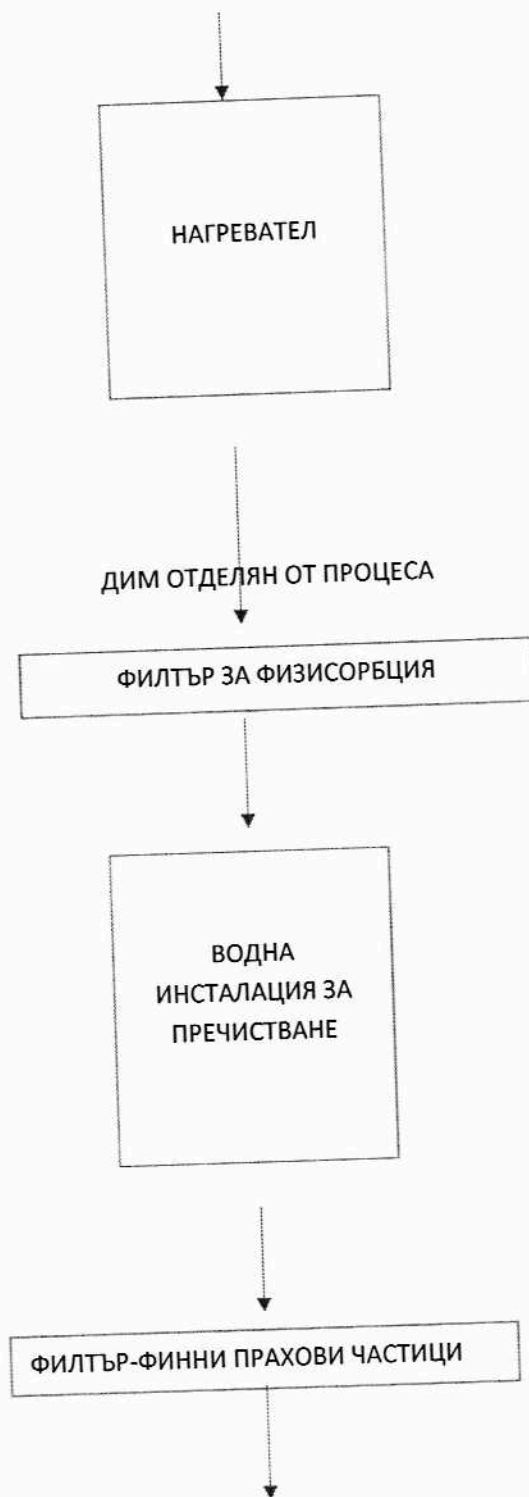 НАГРЕВАТЕЛ
ДИМ ОТДЕЛЯН ОТ ПРОЦЕСА
ФИЛТЪР ЗА ФИЗИСОРБЦИЯ
ВОДНА
ИНСТАЛАЦИЯ ЗА
ПРЕЧИСТВАНЕ
ФИЛТЪР-ФИННИ ПРАХОВИ ЧАСТИЦИ